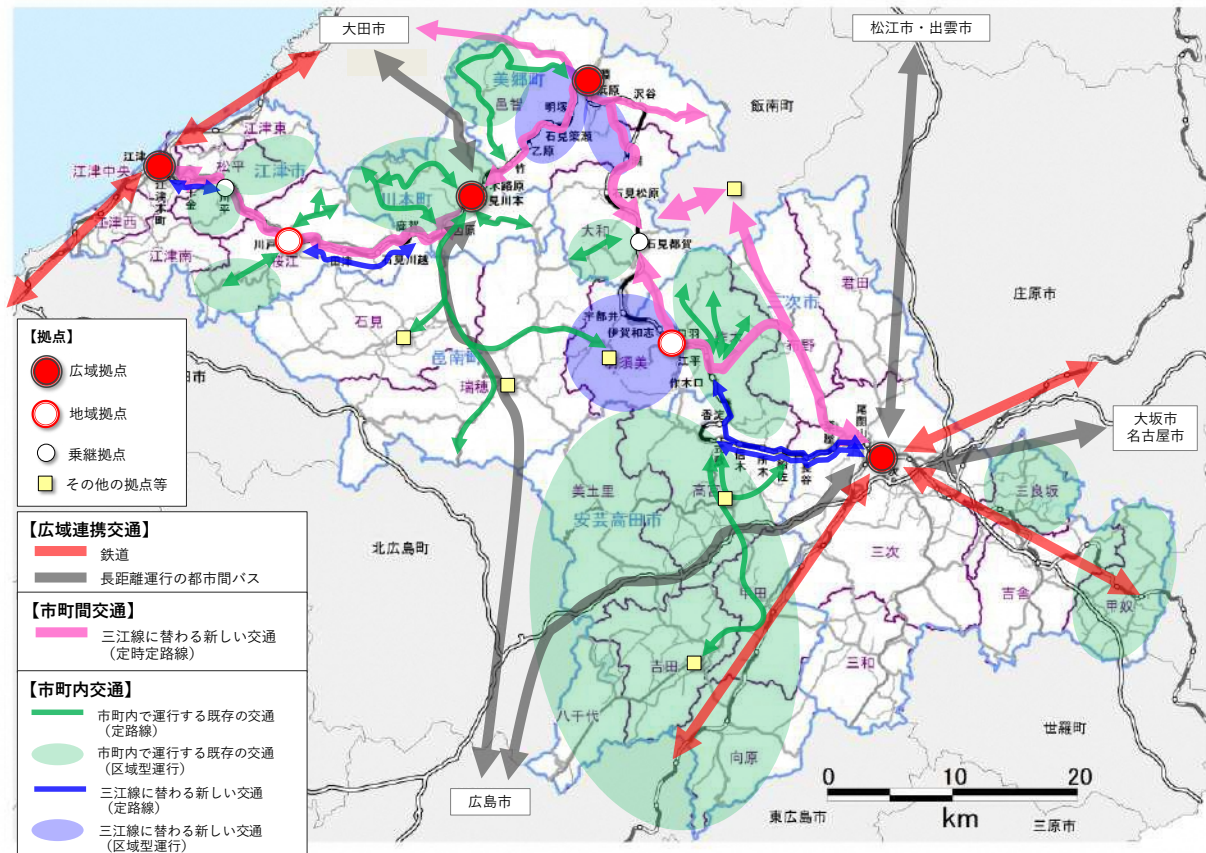 大田市
松江市・出雲市
美郷町
邑智
浜原
沢谷
明塚
石見簗瀬
乙原
飯南町
江津東
江津
江津中央
松平
江津市
川平
江津本町
千金
江津西
江津南
川戸
桜江
田津
石見川越
鹿賀
因原
川本町
竹
木路原
見川本
石見松原
大和
石見都賀
君田
三次市
庄原市
石見
邑南町
瑞穂
宇都井
伊賀和志
羽須美
江平
作木口
香淀
信木
所木
長谷
尾関山
大坂市
名古屋市
美土里
高宮
安芸高田市
北広島町
三次
三良坂
吉舎
甲奴
甲田
吉田
三和
八千代
向原
世羅町
広島市
東広島市
三原市
田市
0 10 20
km
【拠点】
広域拠点
地域拠点
乗継拠点
その他の拠点等
【広域連携交通】
鉄道
長距離運行の都市間バス
【市町間交通】
三江線に替わる新しい交通
（定時定路線）
【市町内交通】
市町内で運行する既存の交通
（定路線）
市町内で運行する既存の交通
（区域型運行）
三江線に替わる新しい交通
（定路線）
三江線に替わる新しい交通
（区域型運行）